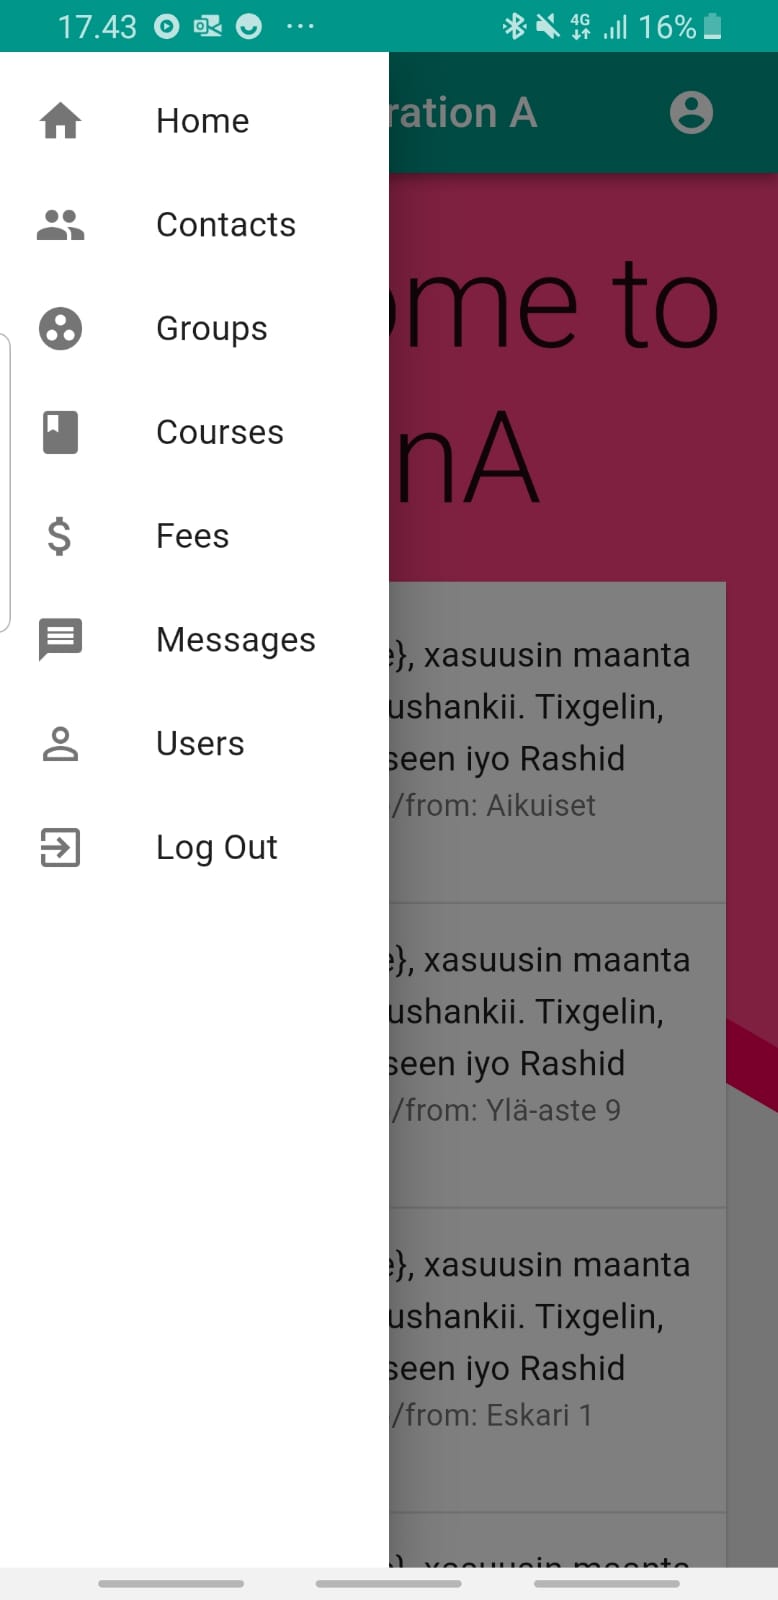 17.43
4G
16%
Home
Contacts
Groups
Courses
Fees
Messages
Users
Log Out
ration A
ome to
nA
e}, xasuusin maanta
ushankii. Tixgelin,
seen iyo Rashid
/from: Aikuiset
e}, xasuusin maanta
ushankii. Tixgelin,
seen iyo Rashid
/from: Ylä-aste 9
e}, xasuusin maanta
ushankii. Tixgelin,
seen iyo Rashid
/from: Eskari 1